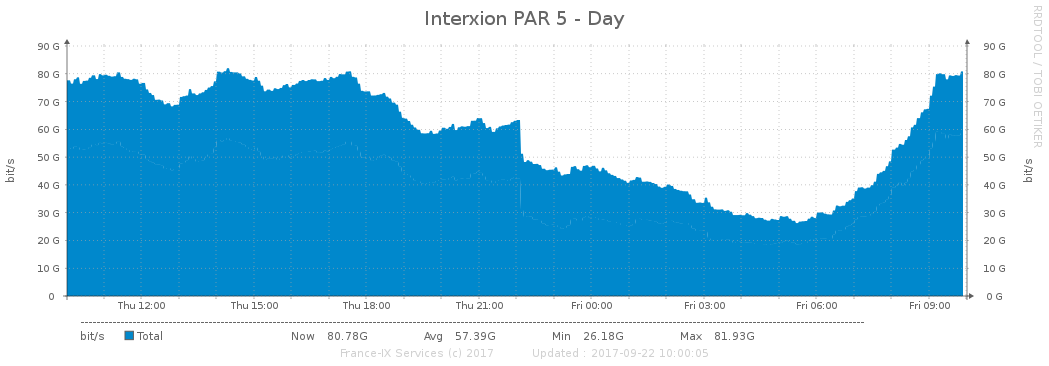 Interxion PAR 5 - Day
RRDTOOL / TOBI OETIKER
90 G 90 G
80 G 80 G
70 G 70 G
60 G 60 G
50 G 50 G
40 G 40 G
30 G 30 G
20 G 20 G
10 G 10 G
0 0 G
bit/s
bit/s
Thu 12:00 Thu 15:00 Thu 18:00 Thu 21:00 Fri 00:00 Fri 03:00 Fri 06:00 Fri 09:00
bit/s Total Now 80.78G Avg 57.39G Min 26.18G Max 81.93G
France-IX Services (c) 2017 Updated : 2017-09-22 10:00:05